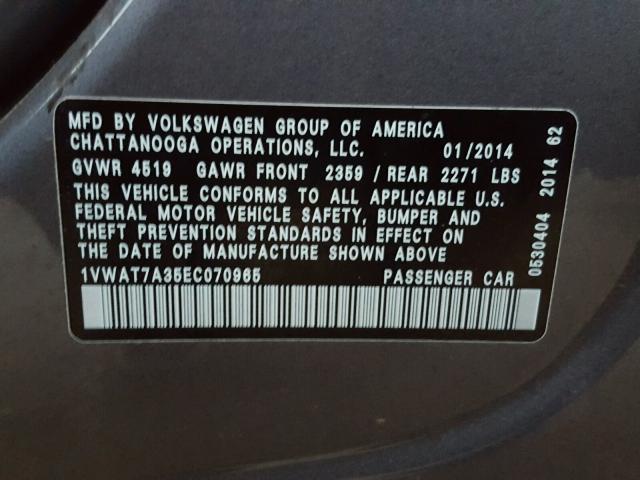 MFD BY VOLKSWAGEN GROUP OF AMERICA
CHATTANOOGA OPERATIONS, LLC. 01/2014
GVWR 4519 GAWR FRONT 2359 / REAR 2271 LBS
THIS VEHICLE CONFORMS TO ALL APPLICABLE U.S.
FEDERAL MOTOR VEHICLE SAFETY, BUMPER AND
THEFT PREVENTION STANDARDS IN EFFECT ON
THE DATE OF MANUFACTURE SHOWN ABOVE
1VWAT7A35EC070965 PASSENGER CAR
0530404 2014 62